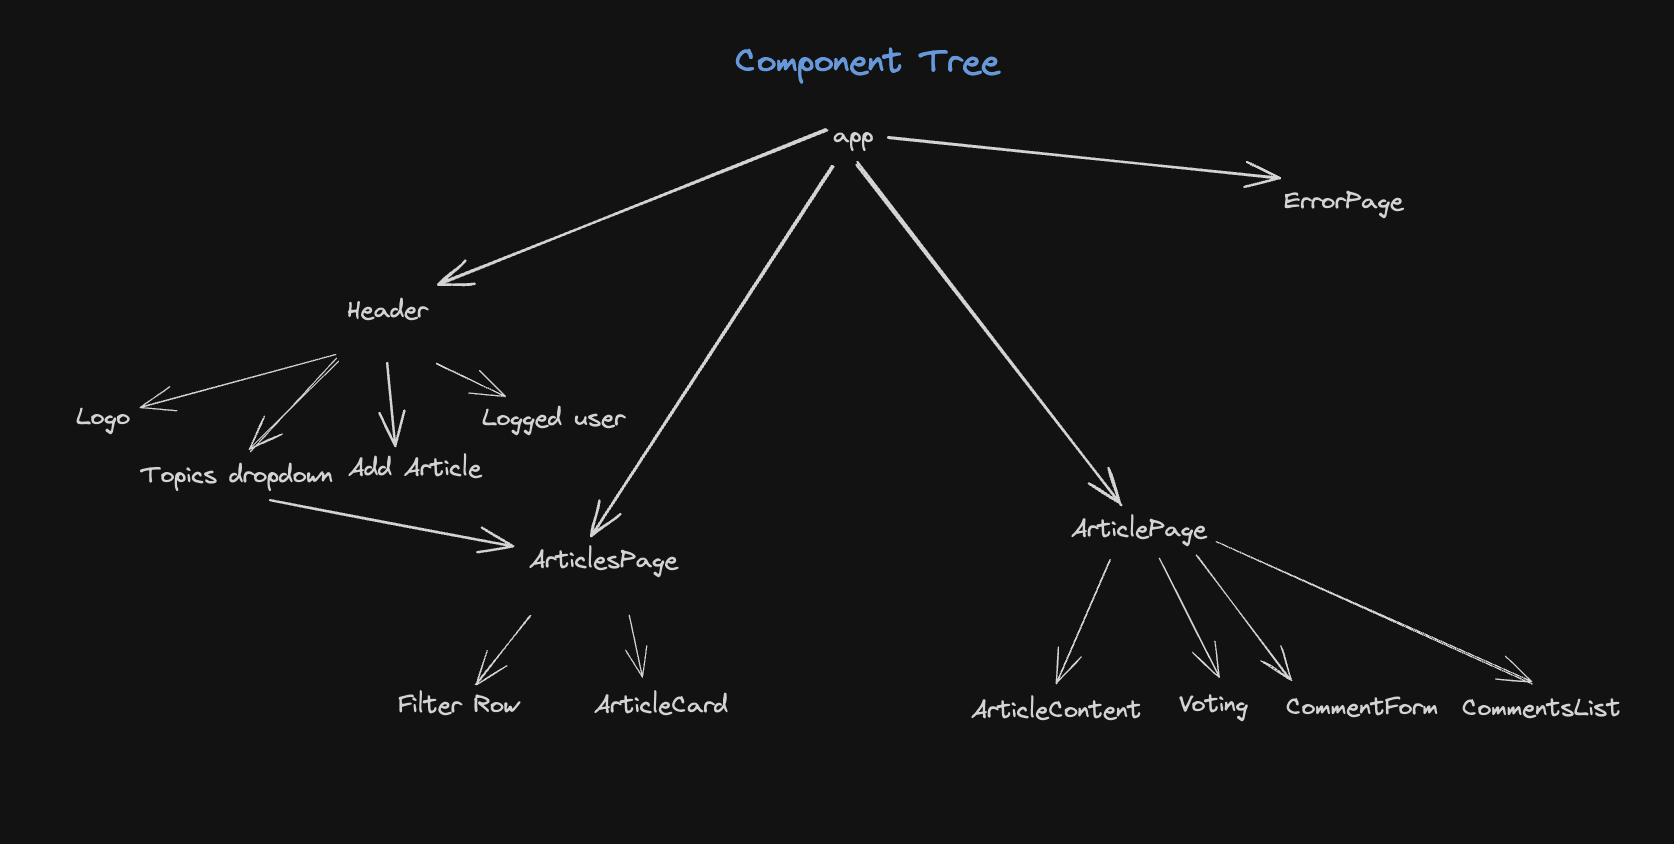 Component Tree
app
ErrorPage
Header
Logo
Logged user
Topics dropdown
Add Article
ArticlesPage
ArticlePage
Filter Row
ArticleCard
ArticleContent
Voting
CommentForm
CommentsList